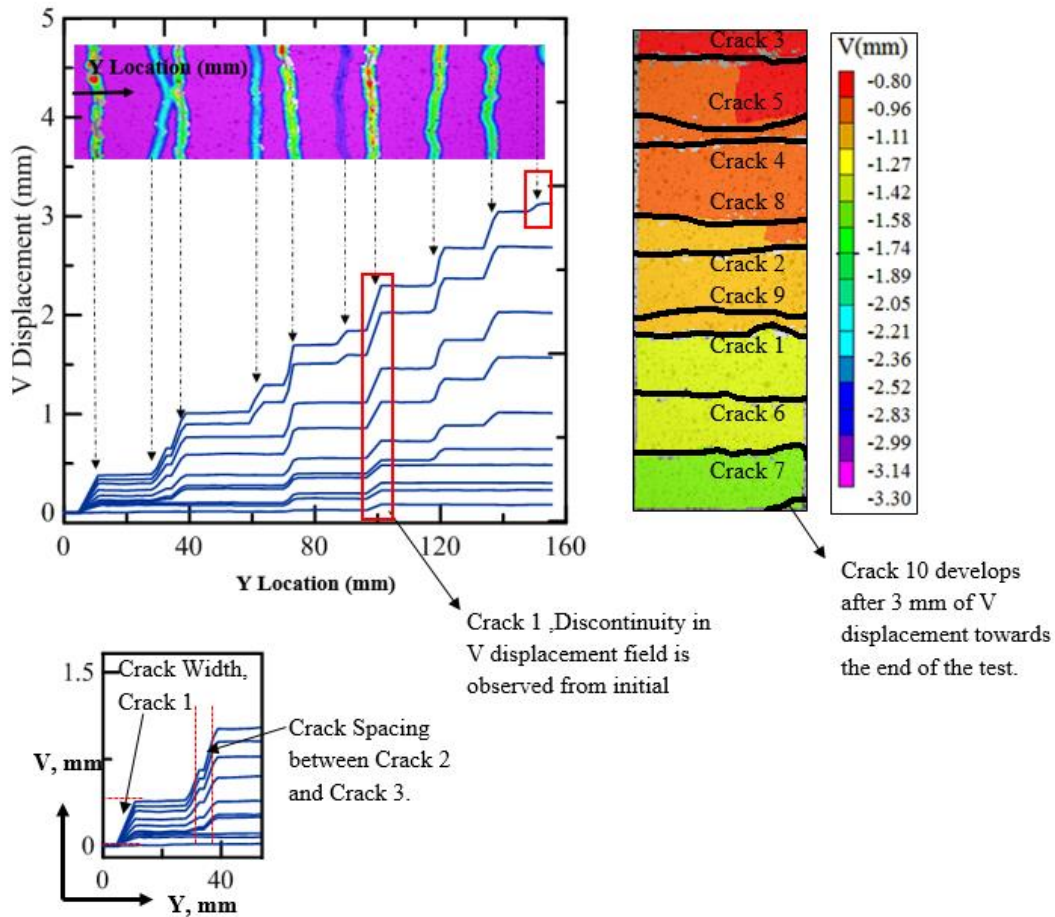 5
4
3
2
1
0
V Displacement (mm)
Y Location (mm)
0
40
80
120
160
Y Location (mm)
Crack 3
Crack 5
Crack 4
Crack 8
Crack 2
Crack 9
Crack 1
Crack 6
Crack 7
V(mm)
-0.80
-0.96
-1.11
-1.27
-1.42
-1.58
-1.74
-1.89
-2.05
-2.21
-2.36
-2.52
-2.83
-2.99
-3.14
-3.30
Crack 1 ,Discontinuity in
V displacement field is
observed from initial
Crack 10 develops
after 3 mm of V
displacement towards
the end of the test.
1.5
Crack Width,
Crack 1
V, mm
0
0
40
Y, mm
Crack Spacing
between Crack 2
and Crack 3.